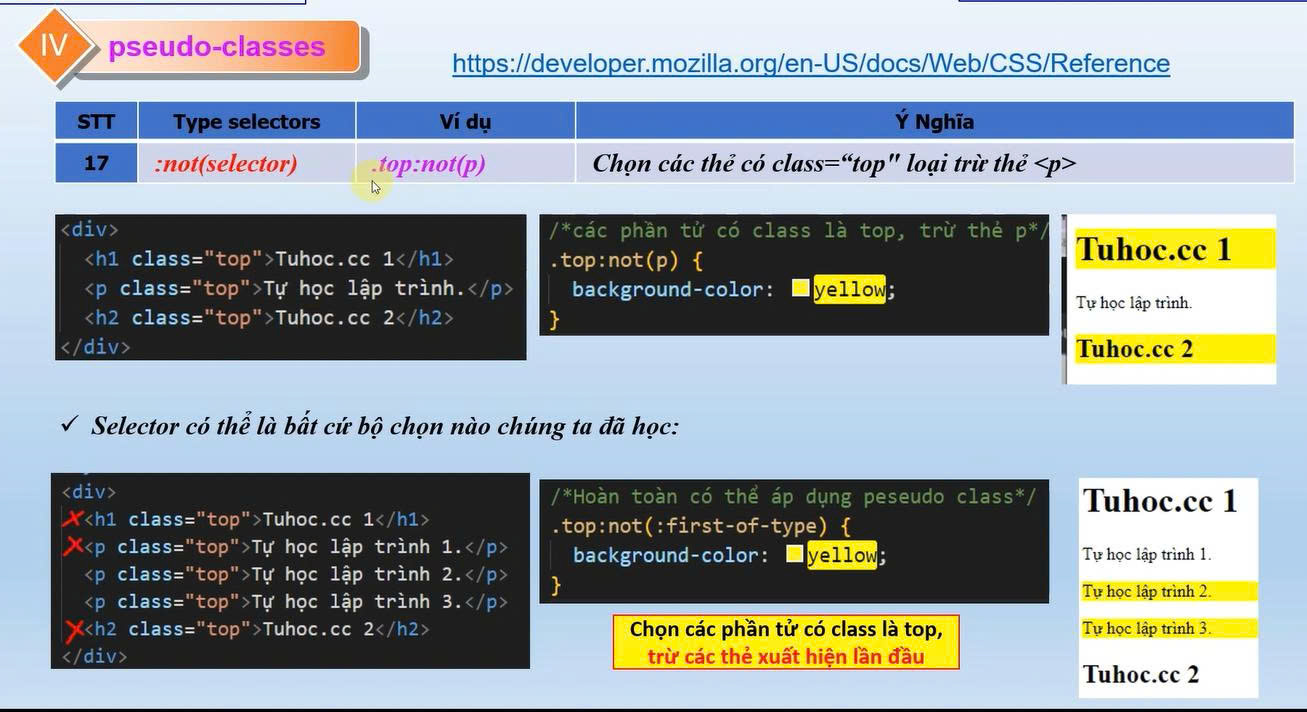 IV
pseudo-classes
https://developer.mozilla.org/en-US/docs/Web/CSS/Reference
STT Type selectors Ví dụ Ý Nghĩa
17 :not(selector) .top:not(p) Chọn các thẻ có class=“top" loại trừ thẻ <p>
<div>
<h1 class="top">Tuhoc.cc 1</h1>
<p class="top">Tự học lập trình.</p>
<h2 class="top">Tuhoc.cc 2</h2>
</div>
/*các phần tử có class là top, trừ thẻ p*/
.top:not(p) {
background-color: yellow;
}
Tuhoc.cc 1
Tự học lập trình.
Tuhoc.cc 2
✓ Selector có thể là bất cứ bộ chọn nào chúng ta đã học:
<div>
<h1 class="top">Tuhoc.cc 1</h1>
<p class="top">Tự học lập trình 1.</p>
<p class="top">Tự học lập trình 2.</p>
<p class="top">Tự học lập trình 3.</p>
<h2 class="top">Tuhoc.cc 2</h2>
</div>
/*Hoàn toàn có thể áp dụng peseudo class*/
.top:not(:first-of-type) {
background-color: yellow;
}
Chọn các phần tử có class là top,
trừ các thẻ xuất hiện lần đầu
Tuhoc.cc 1
Tự học lập trình 1.
Tự học lập trình 2.
Tự học lập trình 3.
Tuhoc.cc 2